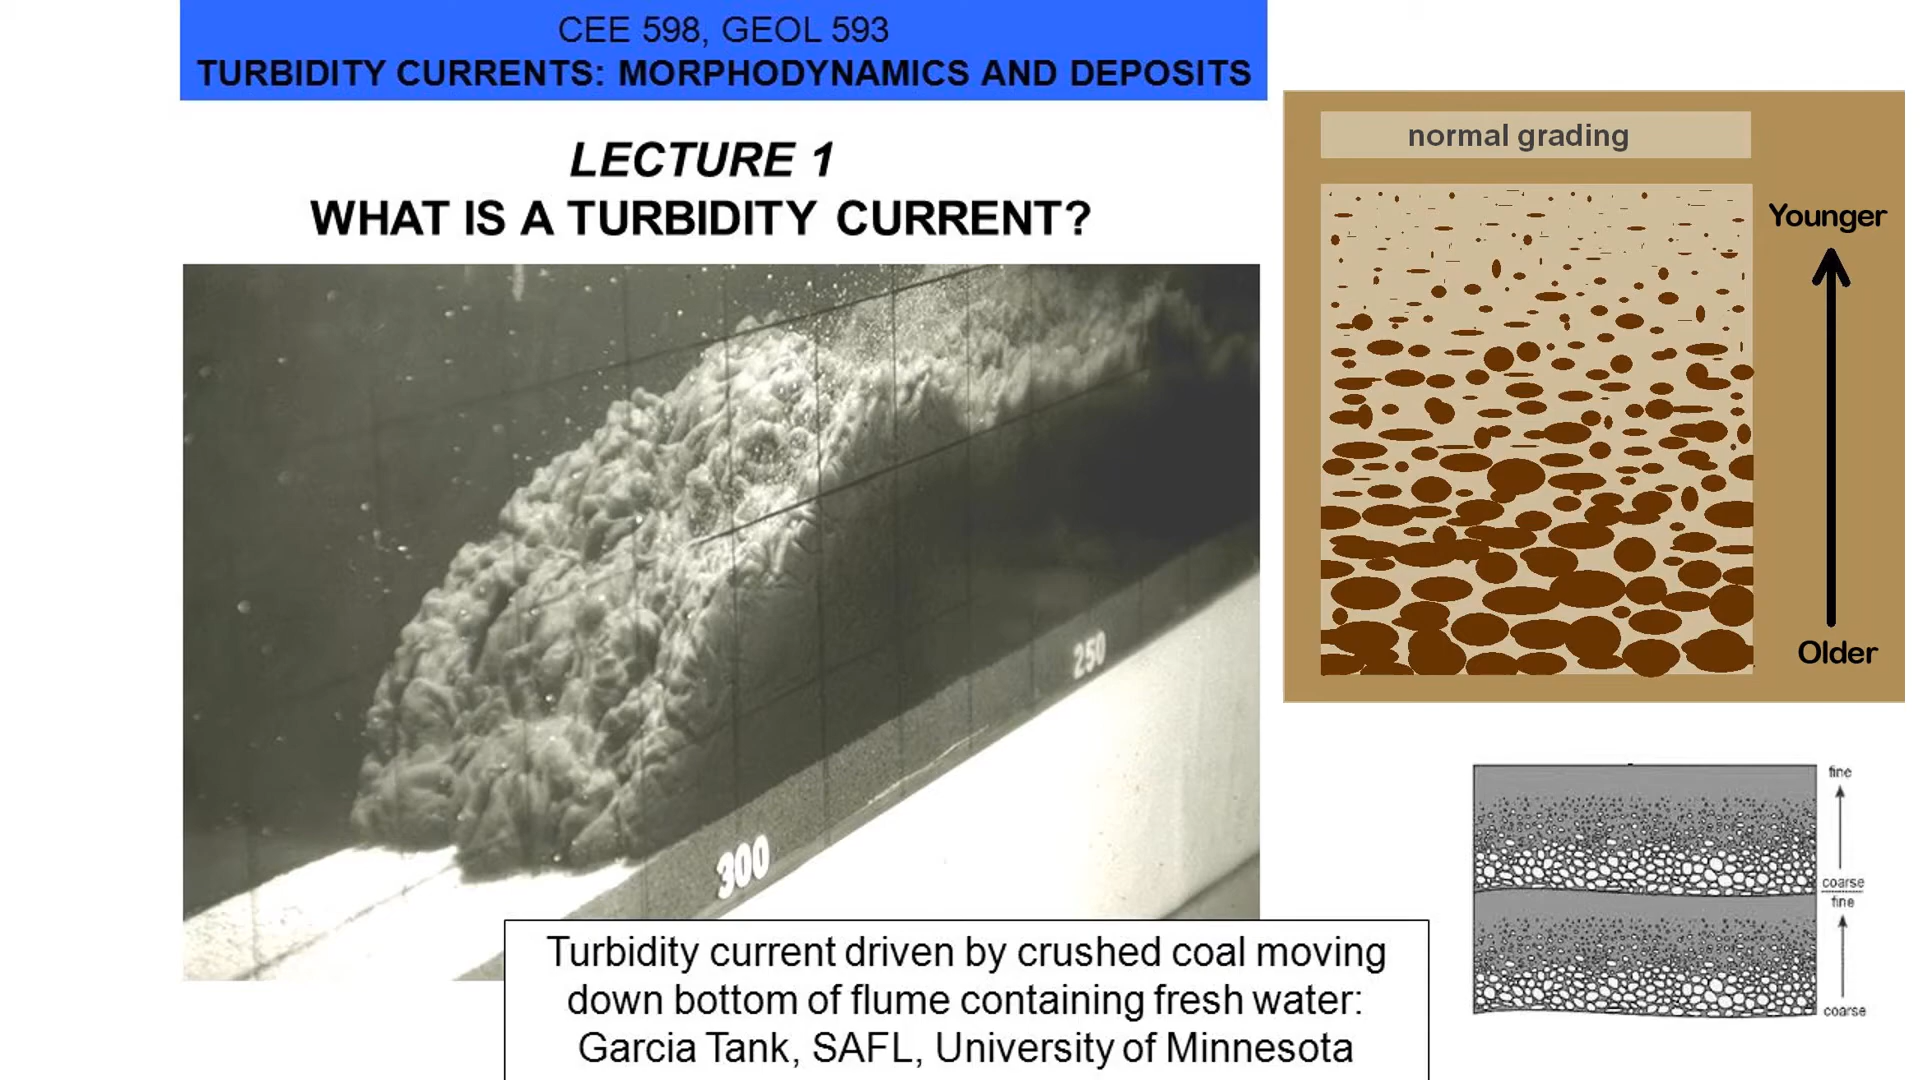 CEE 598, GEOL 593
TURBIDITY CURRENTS: MORPHODYNAMICS AND DEPOSITS
LECTURE 1
WHAT IS A TURBIDITY CURRENT?
300
250
Turbidity current driven by crushed coal moving
down bottom of flume containing fresh water:
Garcia Tank, SAFL, University of Minnesota
normal grading
Younger
Older
fine
coarse
fine
coarse